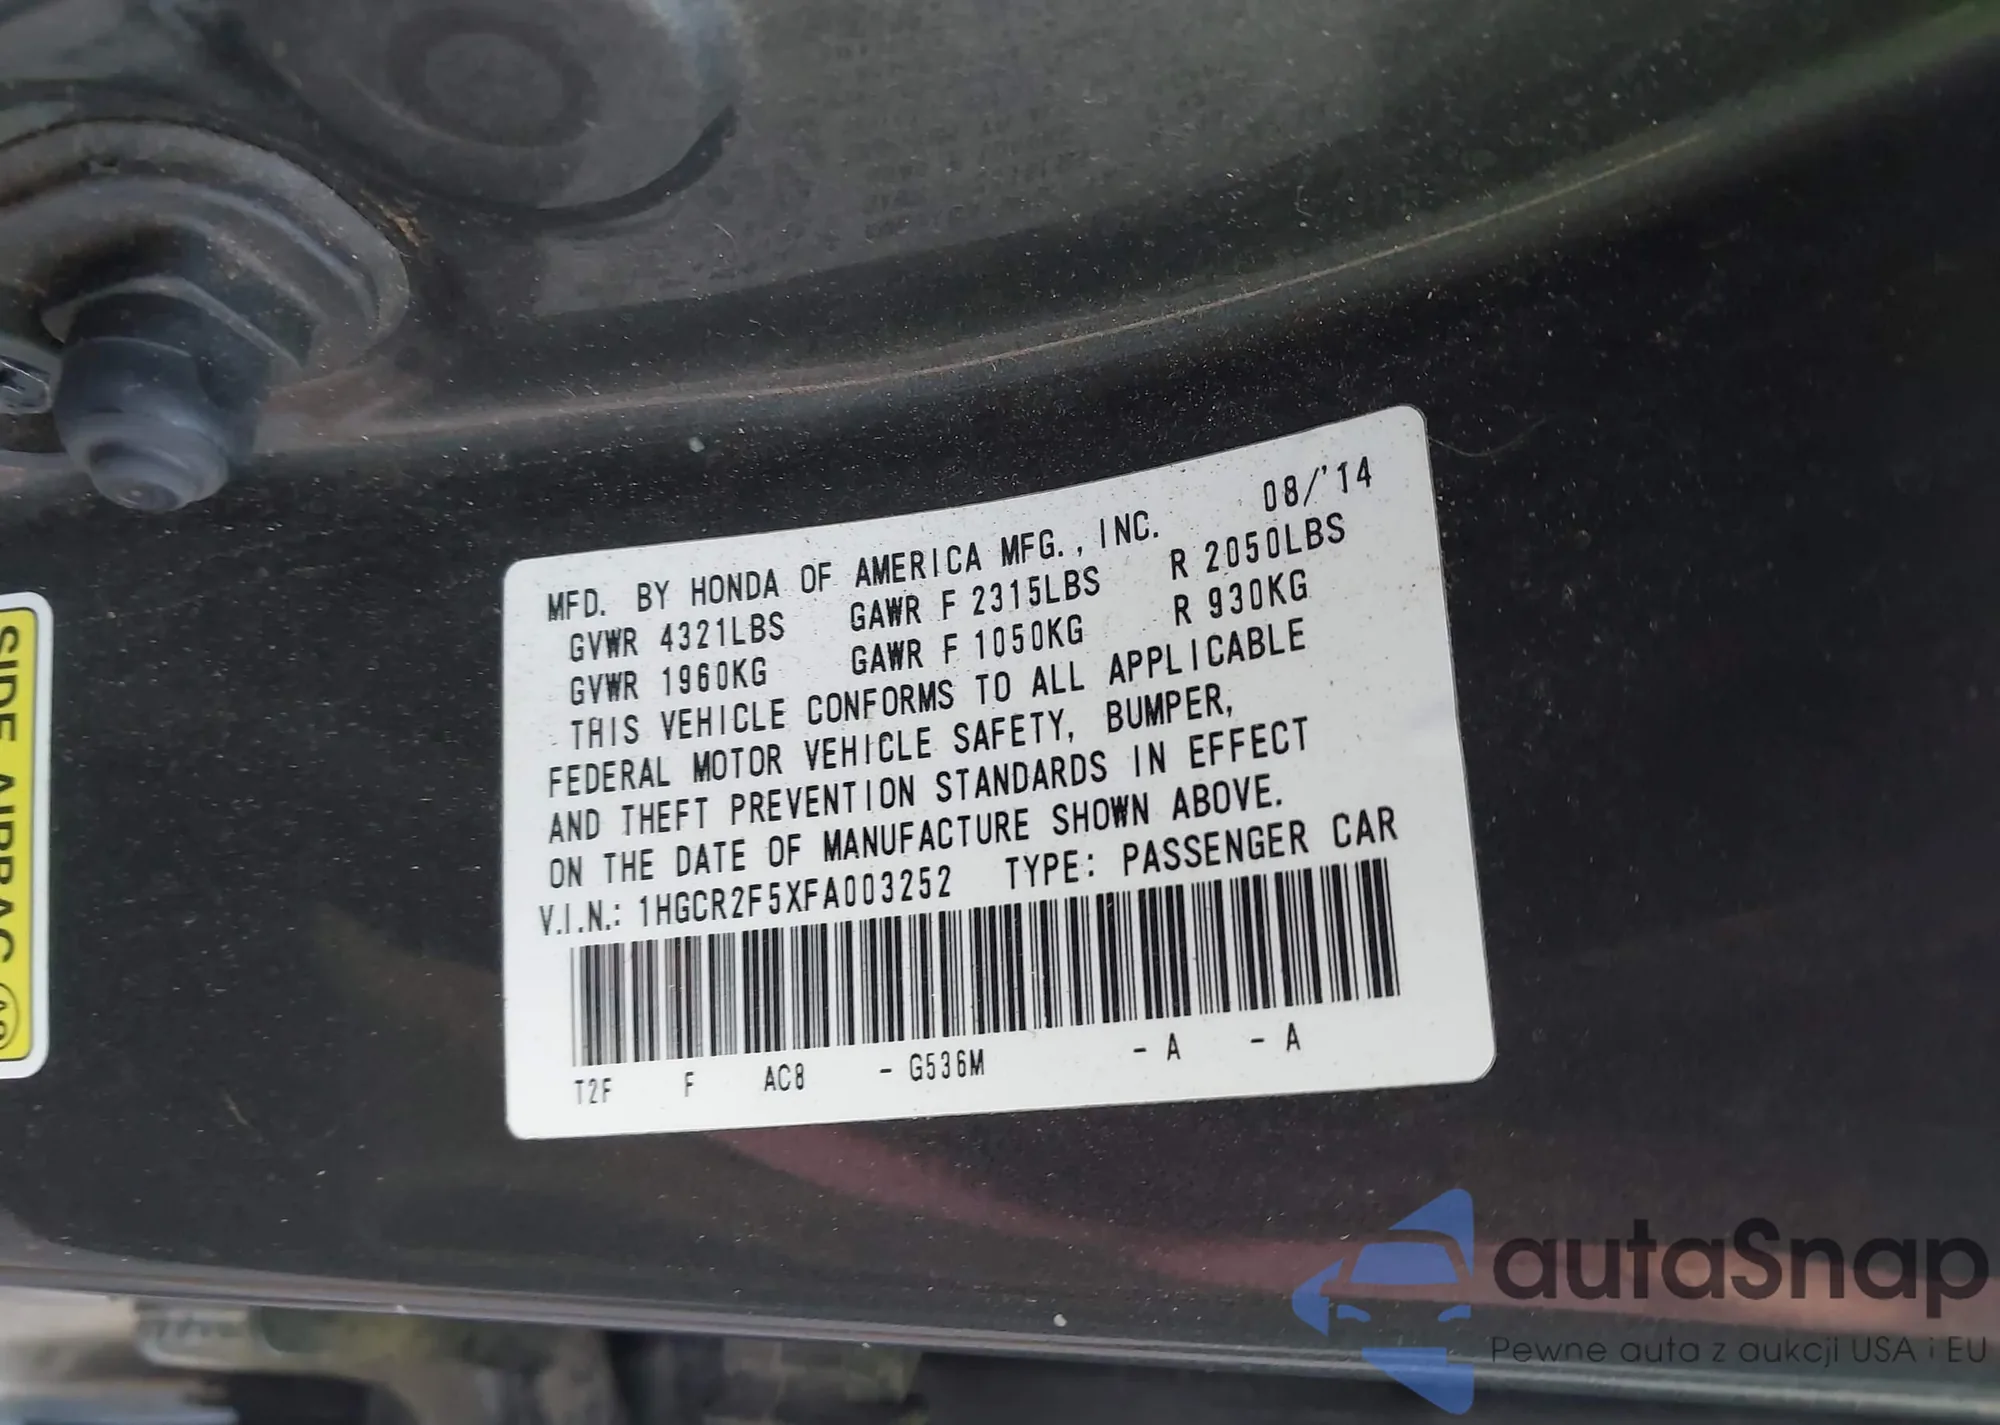 MFD. BY HONDA OF AMERICA MFG., INC. 08/'14
GVWR 4321LBS GAWR F 2315LBS R 2050LBS
GVWR 1960KG GAWR F 1050KG R 930KG
THIS VEHICLE CONFORMS TO ALL APPLICABLE
FEDERAL MOTOR VEHICLE SAFETY, BUMPER,
AND THEFT PREVENTION STANDARDS IN EFFECT
ON THE DATE OF MANUFACTURE SHOWN ABOVE.
V.I.N.: 1HGCR2F5XFA003252 TYPE: PASSENGER CAR
T2F F AC8 - G536M - A - A
SIDE AIRBAG
autaSnap
Pewne auta z aukcji USA i EU